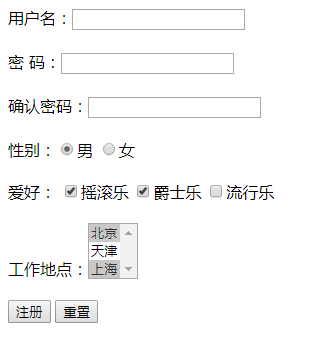 用户名：
密 码：
确认密码：
性别： 男 女
爱好： 摇滚乐 爵士乐 流行乐
北京
天津
工作地点： 上海
注册 重置